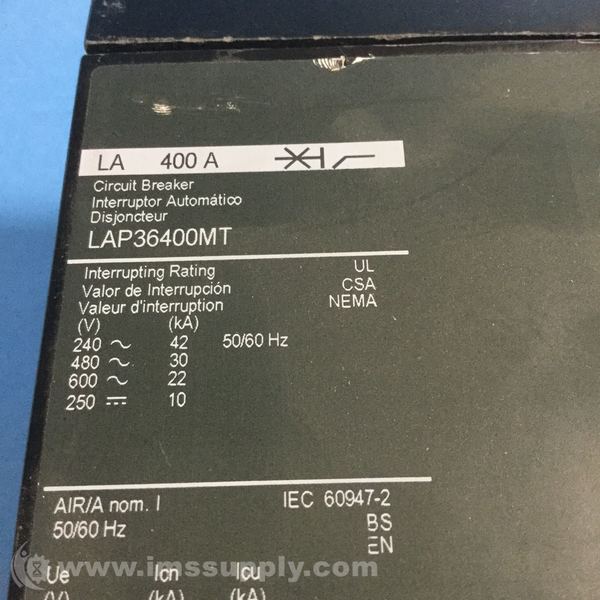 LA 400 A
Circuit Breaker
Interruptor Automático
Disjoncteur
LAP36400MT
Interrupting Rating UL
Valor de Interrupción CSA
Valeur d'interruption NEMA
(V) (kA)
240 ~ 42 50/60 Hz
480 ~ 30
600 ~ 22
250 ⎓ 10
AIR/A nom. I IEC 60947-2
50/60 Hz BS
EN
Ue Icn Icu
(V) (kA) (kA)
www.imssupply.com